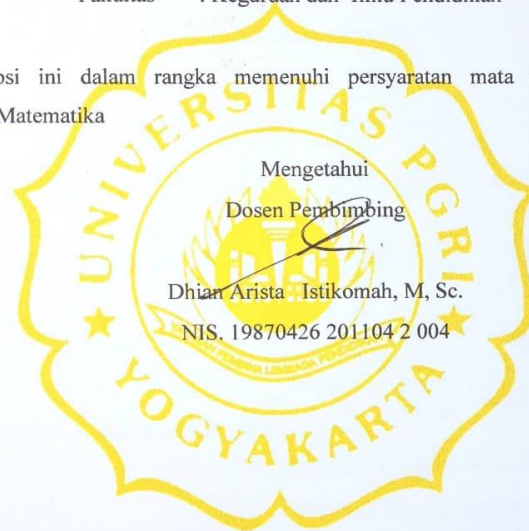 Fakultas : Keguruan dan Ilmu Pendidikan
psi ini dalam rangka memenuhi persyaratan mata
Matematika
Mengetahui
Dosen Pembimbing
Dhian Arista Istikomah, M, Sc.
NIS. 19870426 201104 2 004
UNIVERSITAS PGRI
YOGYAKARTA